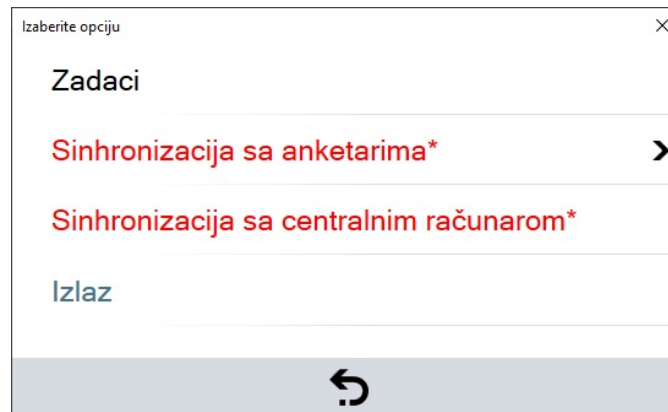 Izaberite opciju
Zadaci
Sinhronizacija sa anketarima*
Sinhronizacija sa centralnim računarom*
Izlaz